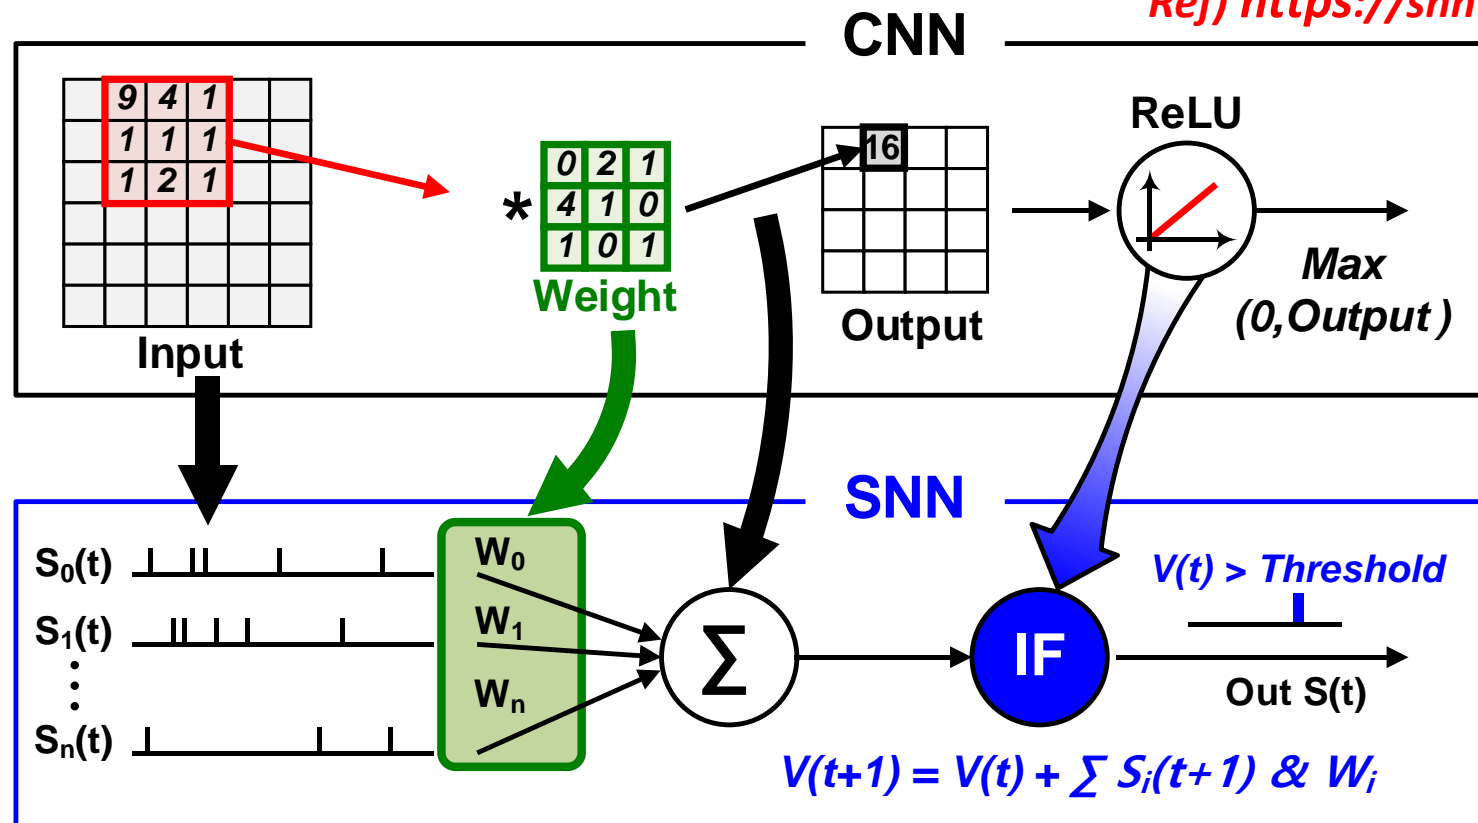 Ref) https://snn
CNN
9 4 1
1 1 1
1 2 1
Input
*
0 2 1
4 1 0
1 0 1
Weight
16
Output
ReLU
Max
(0,Output)
SNN
S₀(t)
S₁(t)
⋮
Sₙ(t)
W₀
W₁
Wₙ
∑
IF
V(t) > Threshold
Out S(t)
V(t+1) = V(t) + ∑ Sᵢ(t+1) & Wᵢ